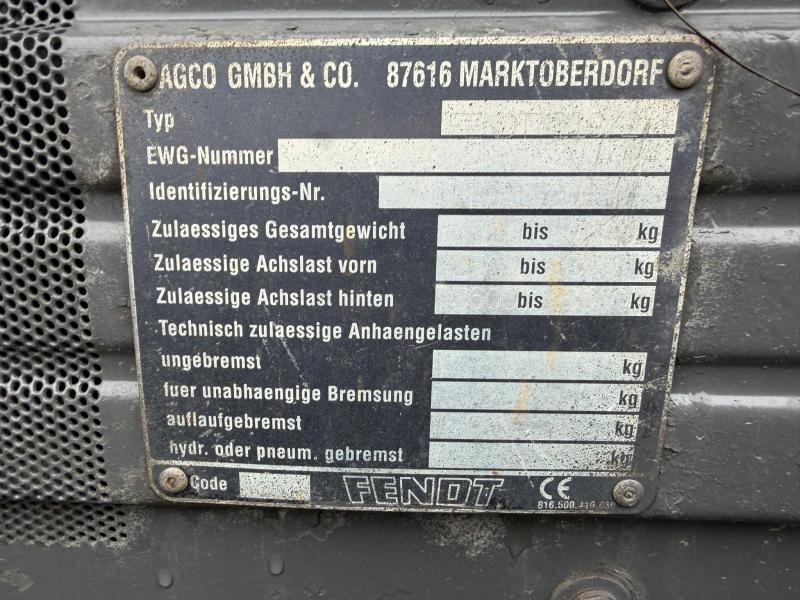 AGCO GMBH & CO. 87616 MARKTOBERDORF
Typ
EWG-Nummer
Identifizierungs-Nr.
Zulaessiges Gesamtgewicht bis kg
Zulaessige Achslast vorn bis kg
Zulaessige Achslast hinten bis kg
Technisch zulaessige Anhaengelasten
ungebremst kg
fuer unabhaengige Bremsung kg
auflaufgebremst kg
hydr. oder pneum. gebremst kg
Code FENDT CE